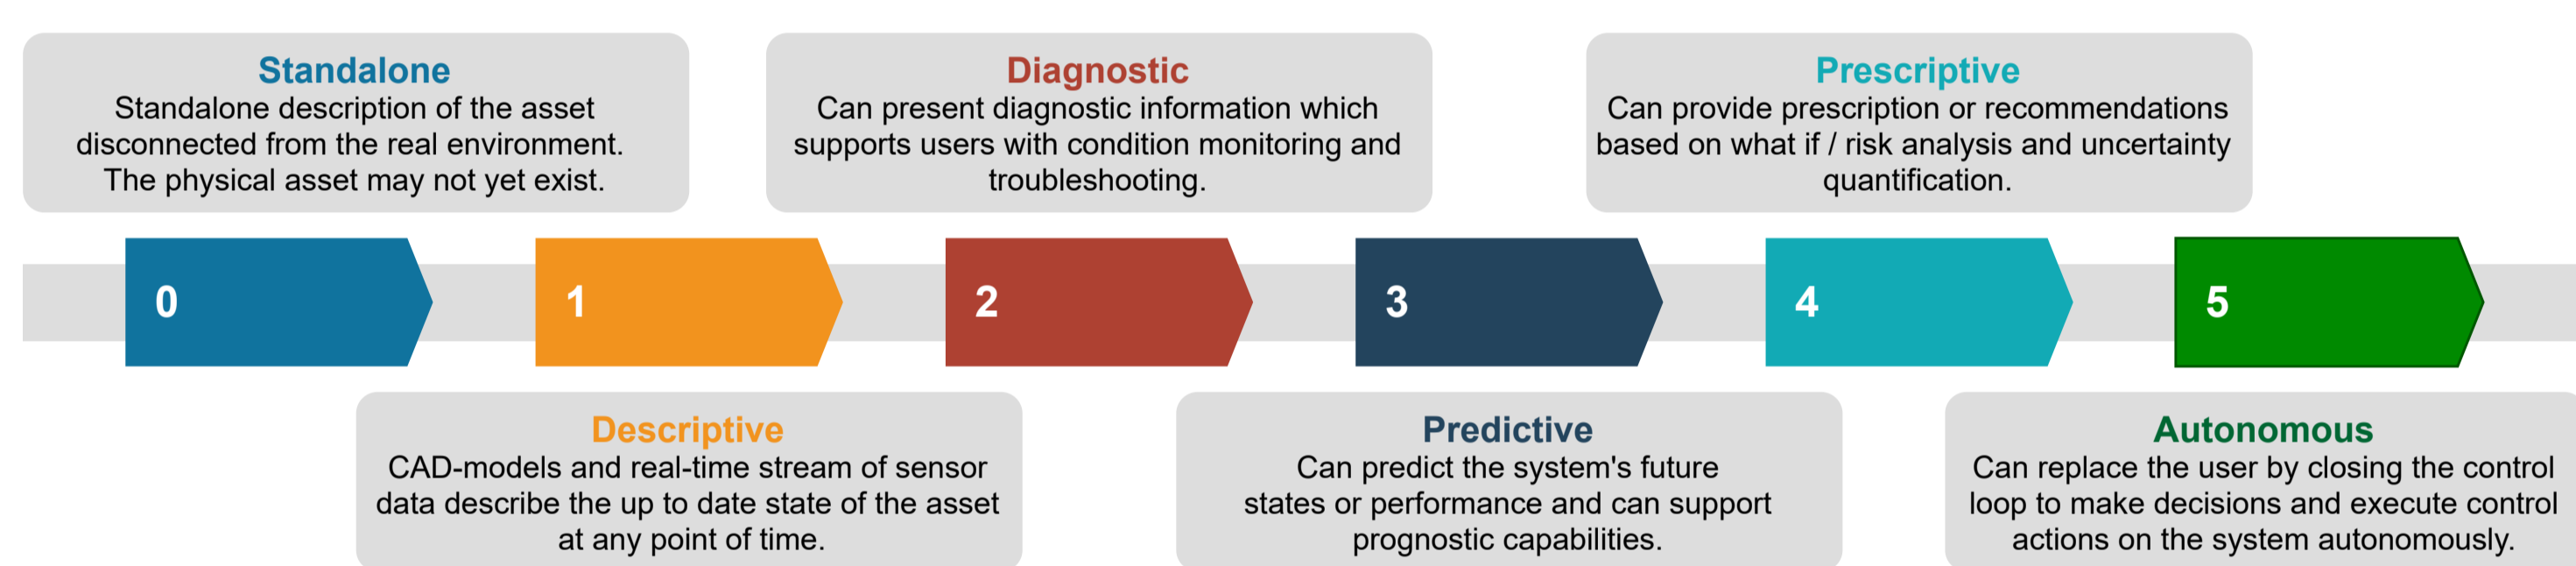 Standalone
Standalone description of the asset
disconnected from the real environment.
The physical asset may not yet exist.
Diagnostic
Can present diagnostic information which
supports users with condition monitoring and
troubleshooting.
Prescriptive
Can provide prescription or recommendations
based on what if / risk analysis and uncertainty
quantification.
0
1
2
3
4
5
Descriptive
CAD-models and real-time stream of sensor
data describe the up to date state of the asset
at any point of time.
Predictive
Can predict the system's future
states or performance and can support
prognostic capabilities.
Autonomous
Can replace the user by closing the control
loop to make decisions and execute control
actions on the system autonomously.